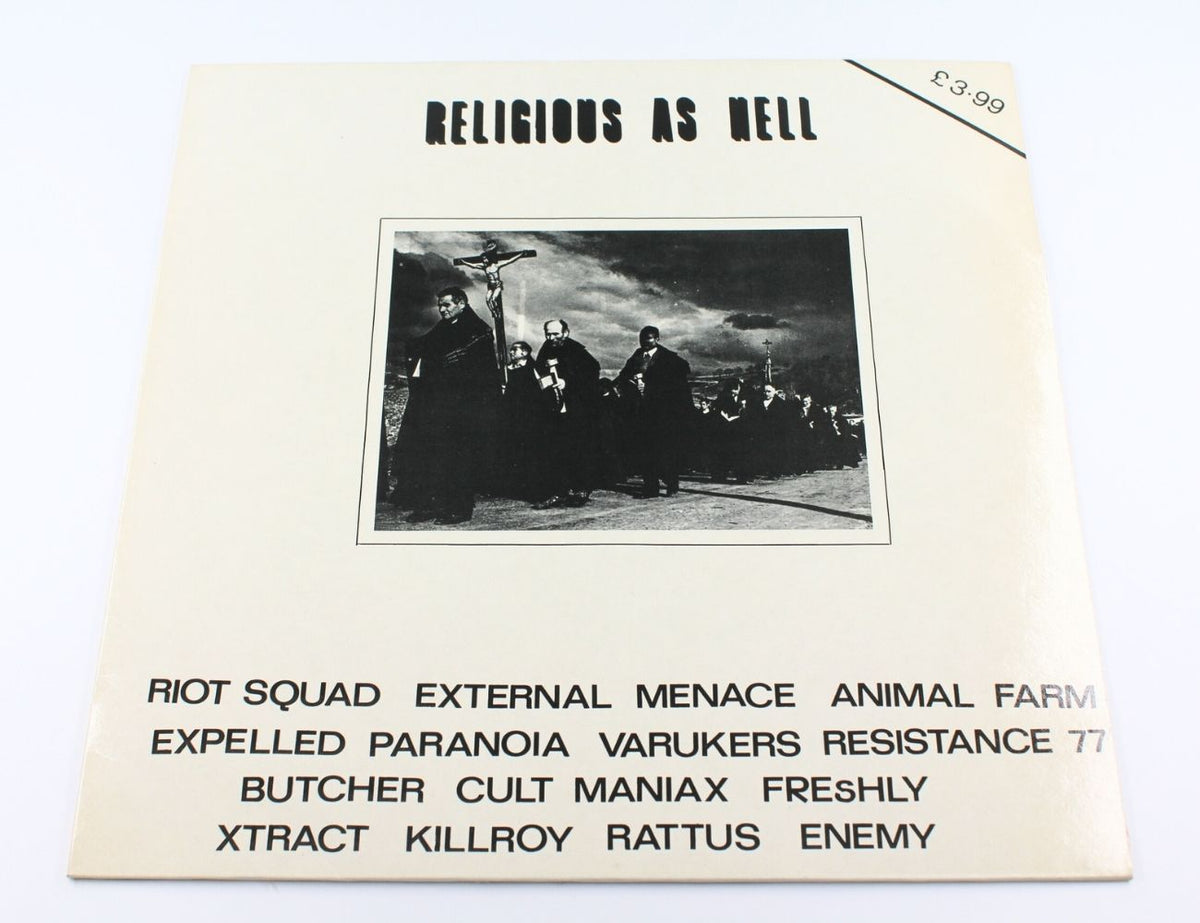 £3.99
RELIGIOUS AS HELL
RIOT SQUAD EXTERNAL MENACE ANIMAL FARM
EXPELLED PARANOIA VARUKERS RESISTANCE 77
BUTCHER CULT MANIAX FREsHLY
XTRACT KILLROY RATTUS ENEMY